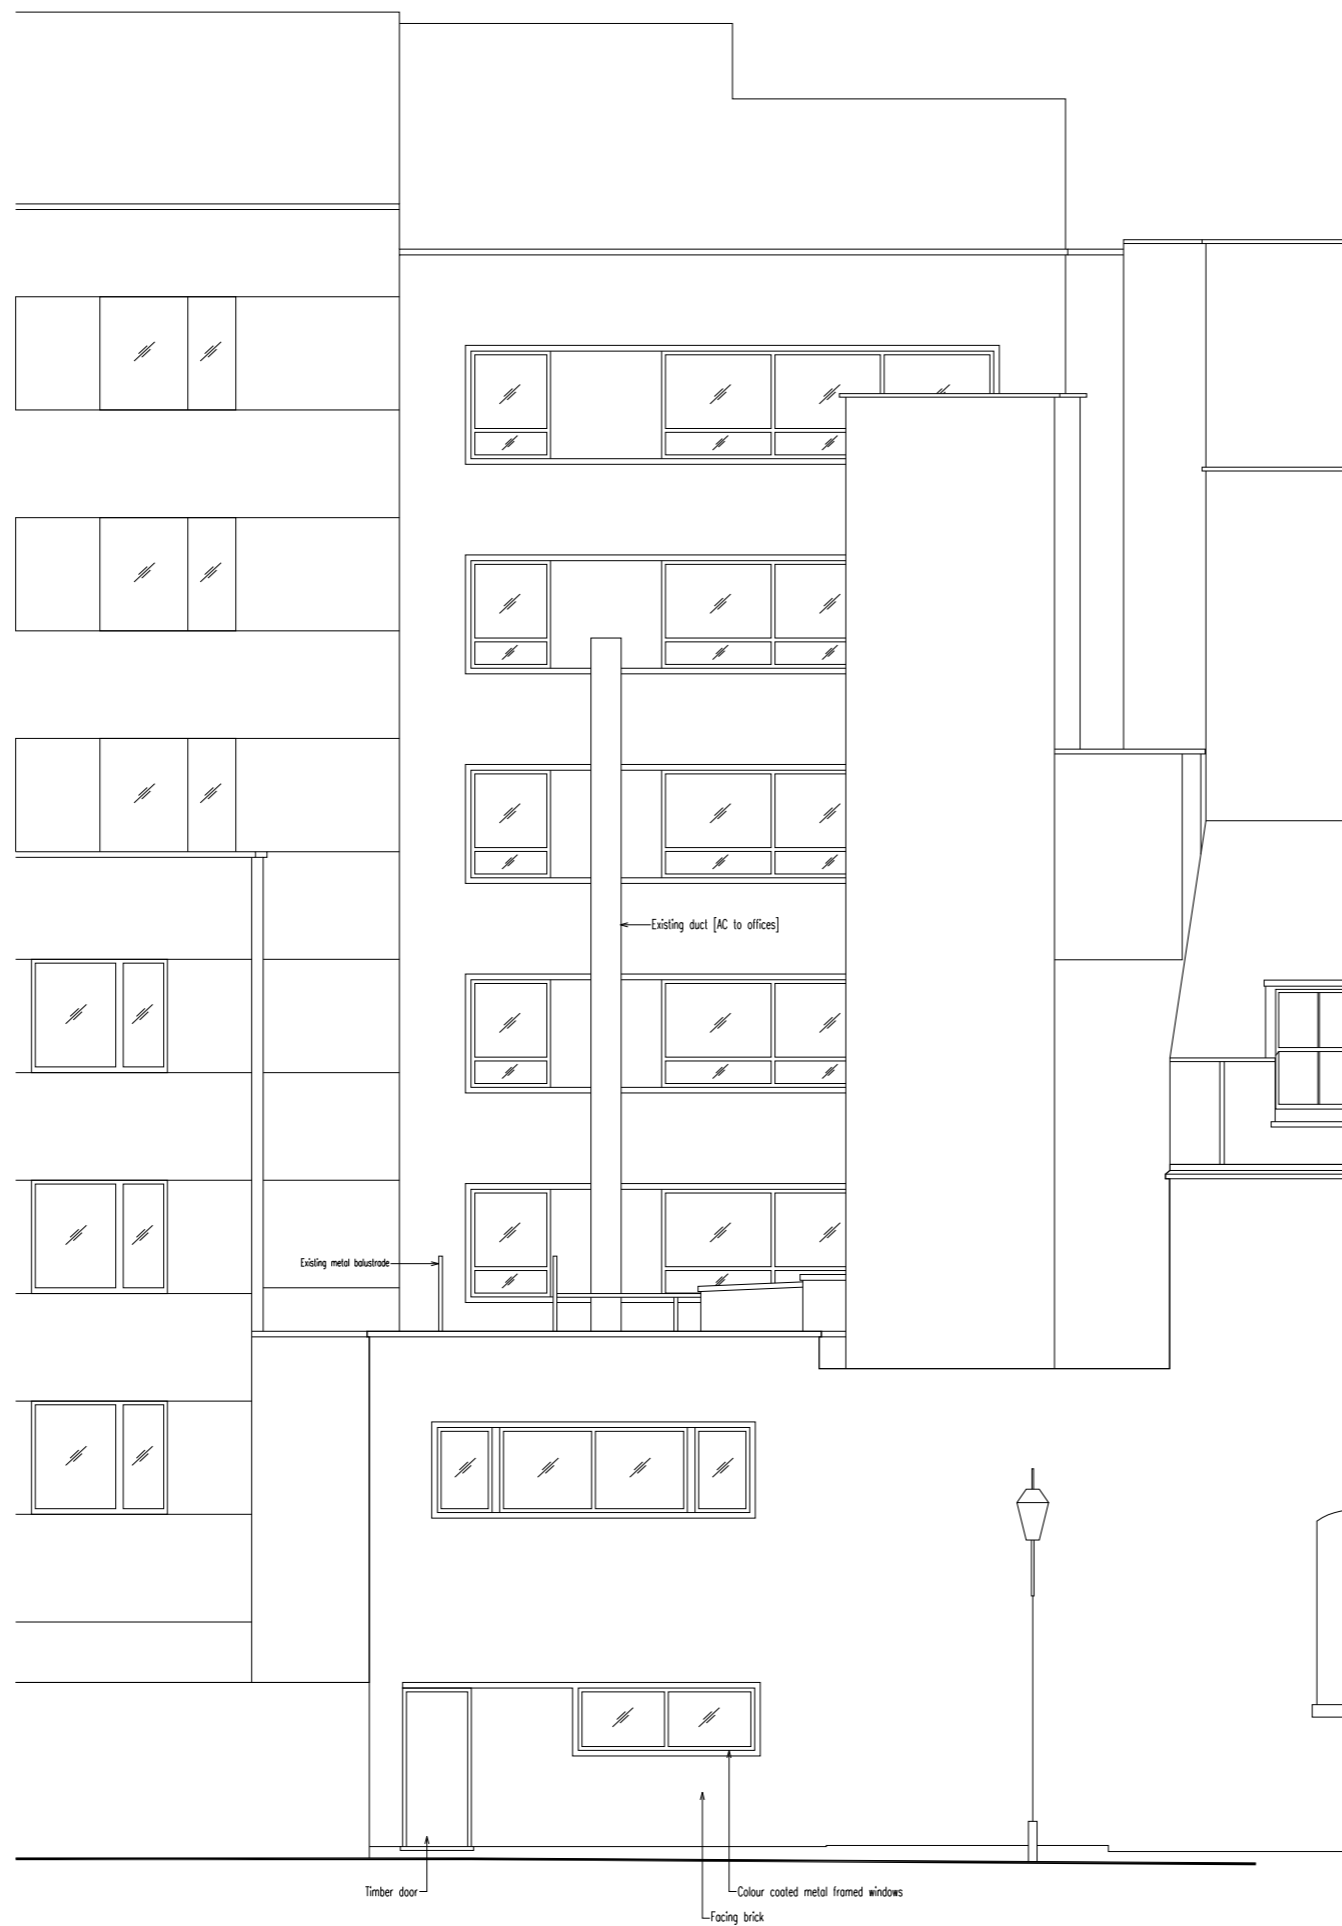 Existing duct [AC to offices]
Existing metal balustrade
Timber door
Colour coated metal framed windows
Facing brick